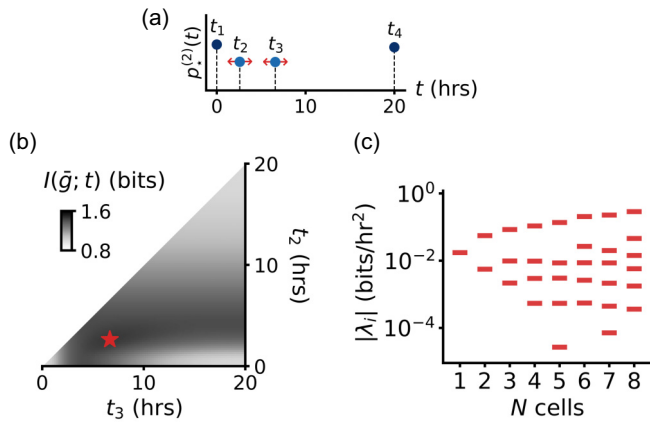 (a)
p⋆^(2)(t)
t₁
t₂
t₃
t₄
0
10
20
t (hrs)
(b)
I(ḡ; t) (bits)
1.6
0.8
20
10
0
t₂ (hrs)
0
10
20
t₃ (hrs)
(c)
|λᵢ| (bits/hr²)
10⁰
10⁻²
10⁻⁴
1 2 3 4 5 6 7 8
N cells